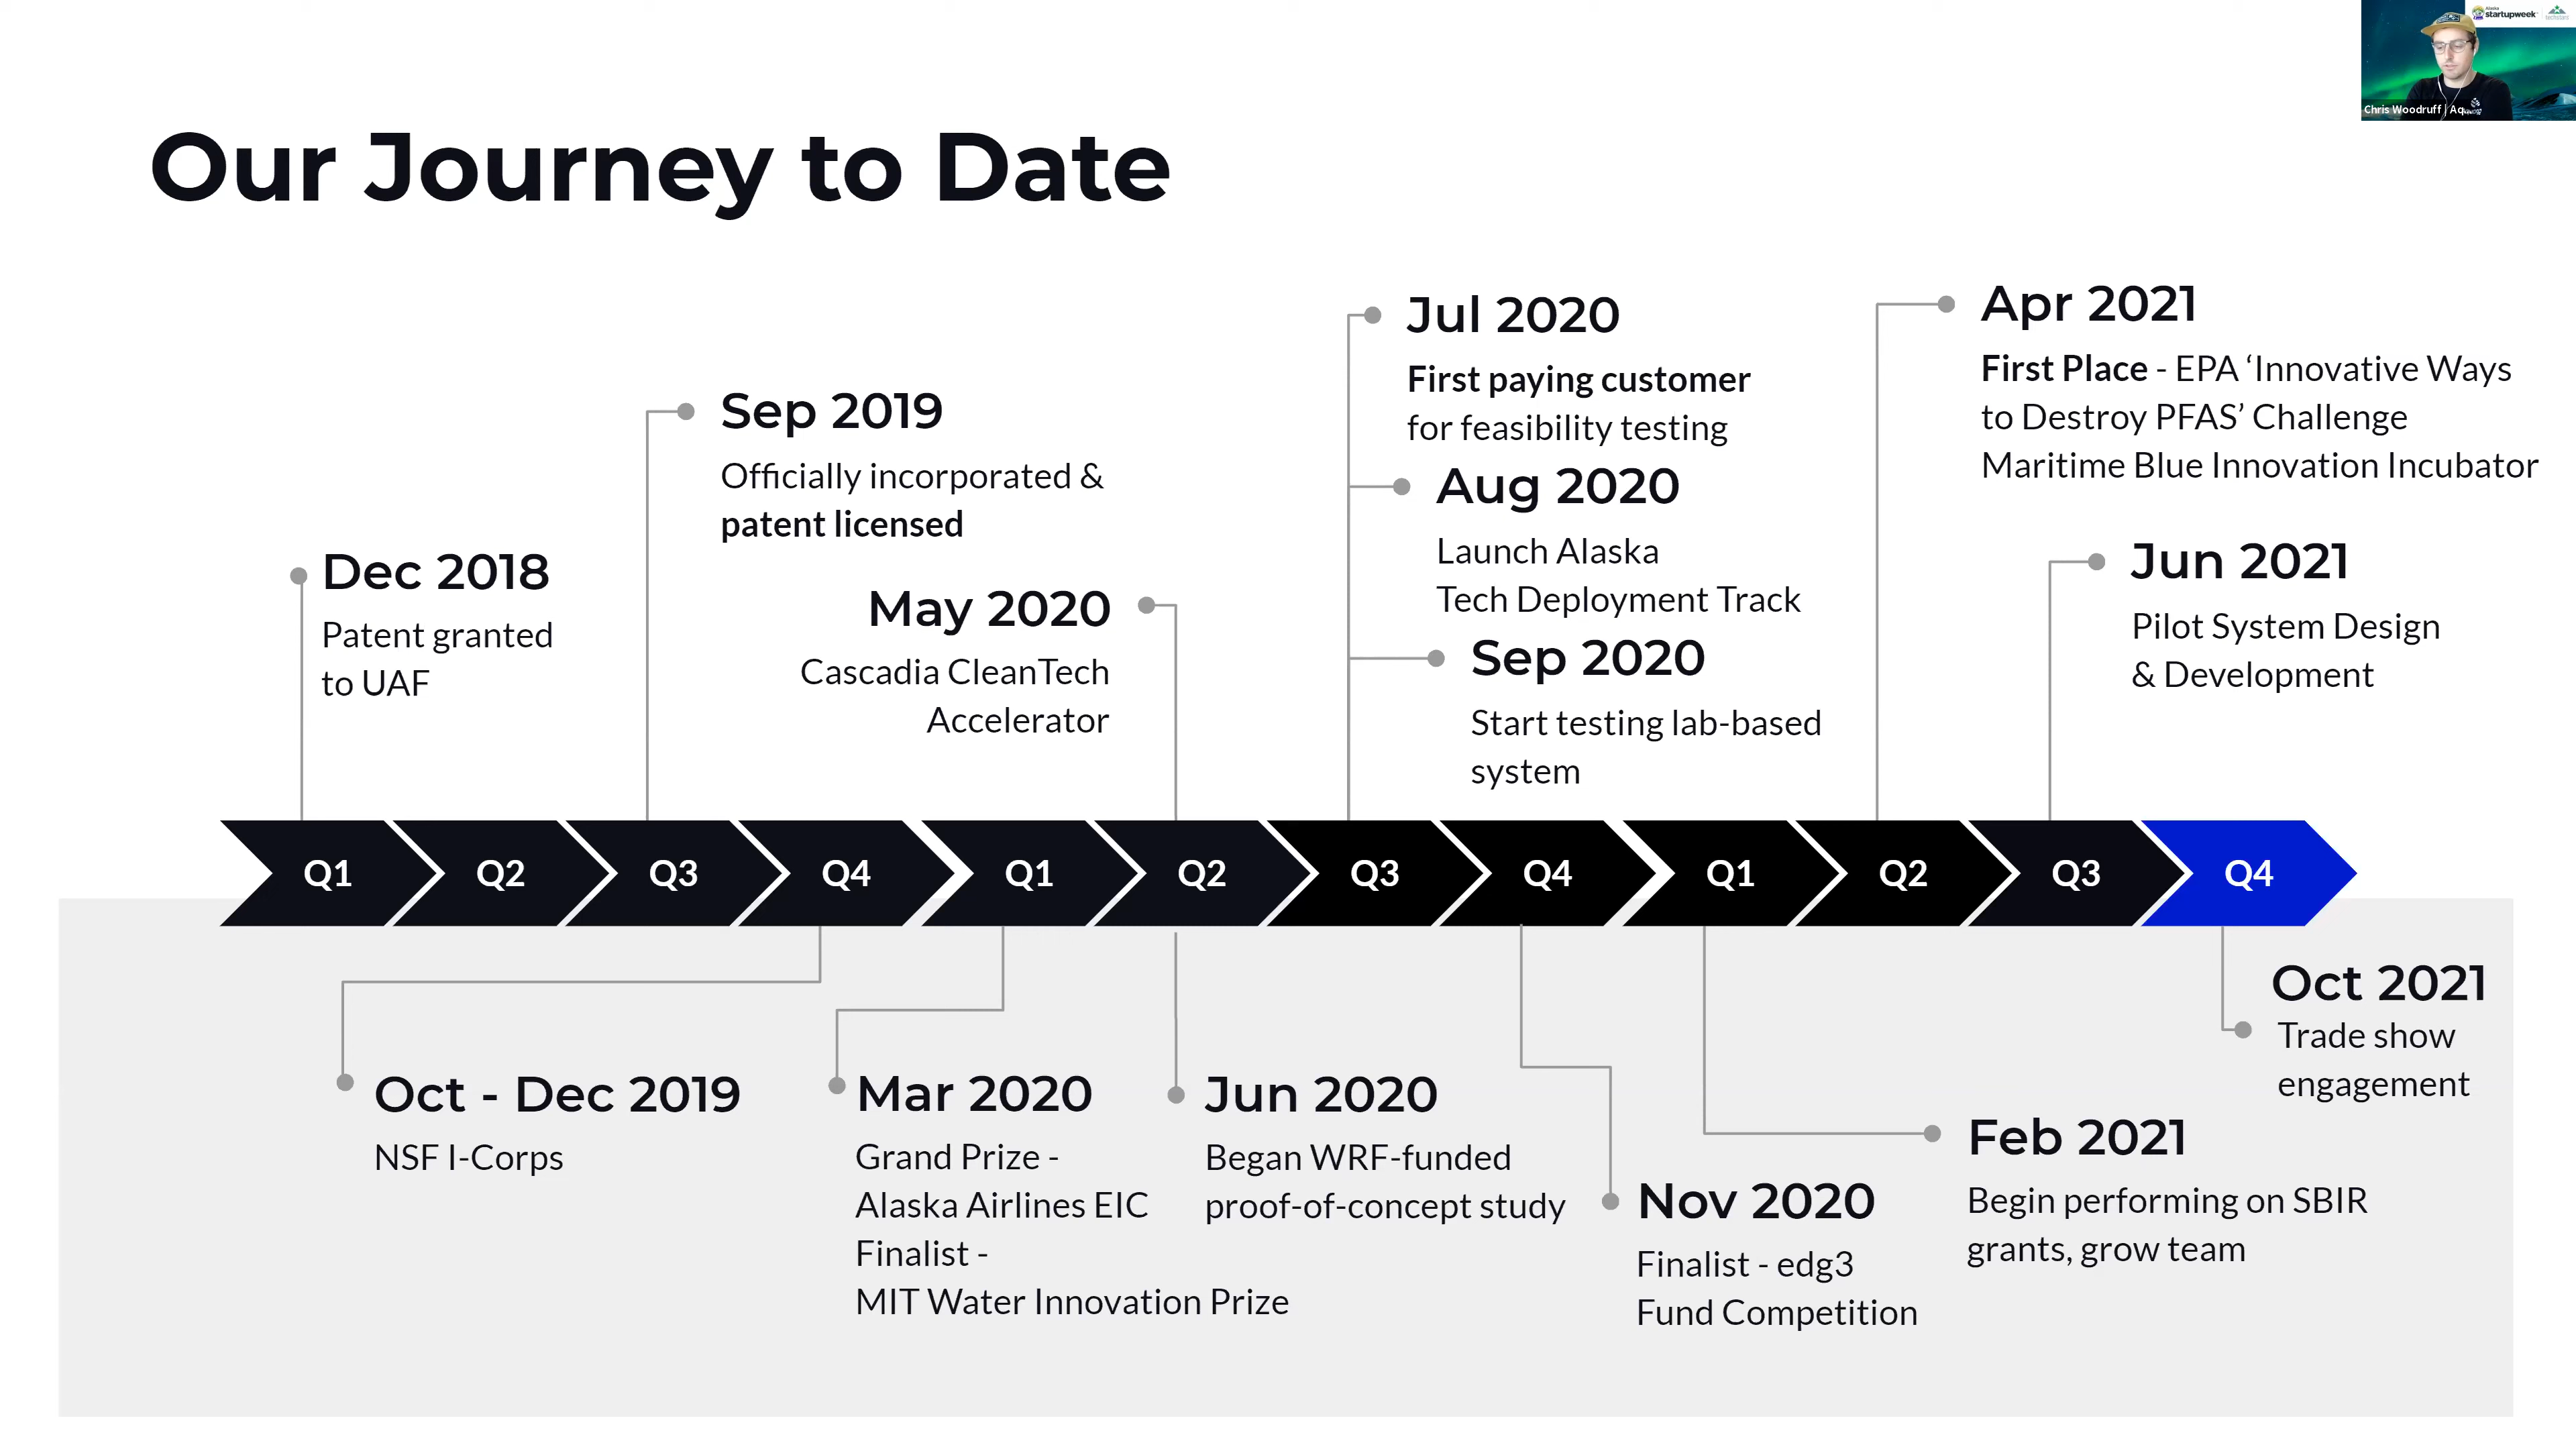 Alaska
startupweek
Chris Woodruff | Aq
Our Journey to Date
Dec 2018
Patent granted
to UAF
Sep 2019
Officially incorporated &
patent licensed
May 2020
Cascadia CleanTech
Accelerator
Jul 2020
First paying customer
for feasibility testing
Aug 2020
Launch Alaska
Tech Deployment Track
Sep 2020
Start testing lab-based
system
Apr 2021
First Place - EPA ‘Innovative Ways
to Destroy PFAS’ Challenge
Maritime Blue Innovation Incubator
Jun 2021
Pilot System Design
& Development
Q1 Q2 Q3 Q4 Q1 Q2 Q3 Q4 Q1 Q2 Q3 Q4
Oct - Dec 2019
NSF I-Corps
Mar 2020
Grand Prize -
Alaska Airlines EIC
Finalist -
MIT Water Innovation Prize
Jun 2020
Began WRF-funded
proof-of-concept study
Nov 2020
Finalist - edg3
Fund Competition
Feb 2021
Begin performing on SBIR
grants, grow team
Oct 2021
Trade show
engagement